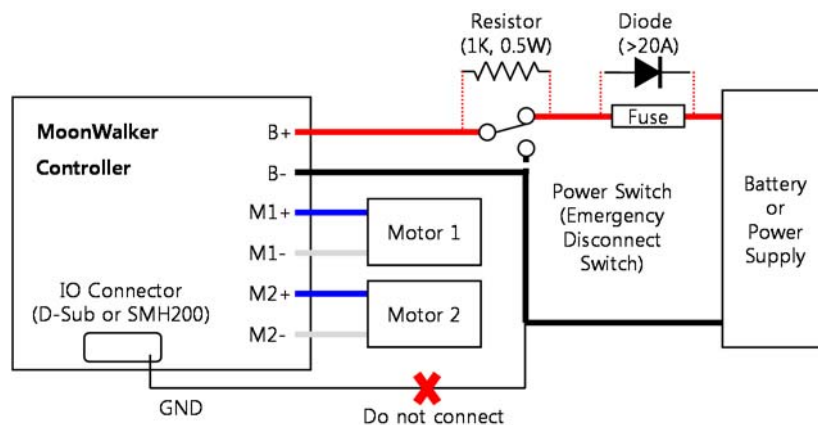 Resistor
(1K, 0.5W)
Diode
(>20A)
MoonWalker
Controller
B+
B-
M1+
M1-
M2+
M2-
Motor 1
Motor 2
IO Connector
(D-Sub or SMH200)
GND
Do not connect
Power Switch
(Emergency
Disconnect
Switch)
Fuse
Battery
or
Power
Supply